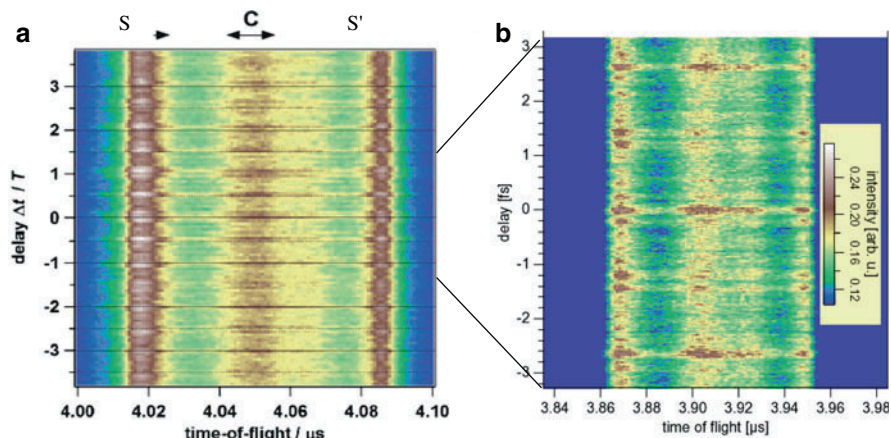 S C S'
a
3
2
1
0
-1
-2
-3
delay Δt / T
4.00 4.02 4.04 4.06 4.08 4.10
time-of-flight / µs
b
3
2
1
0
-1
-2
-3
delay [fs]
3.84 3.86 3.88 3.90 3.92 3.94 3.96 3.98
time of flight [µs]
intensity [arb. u.]
0.24
0.20
0.16
0.12